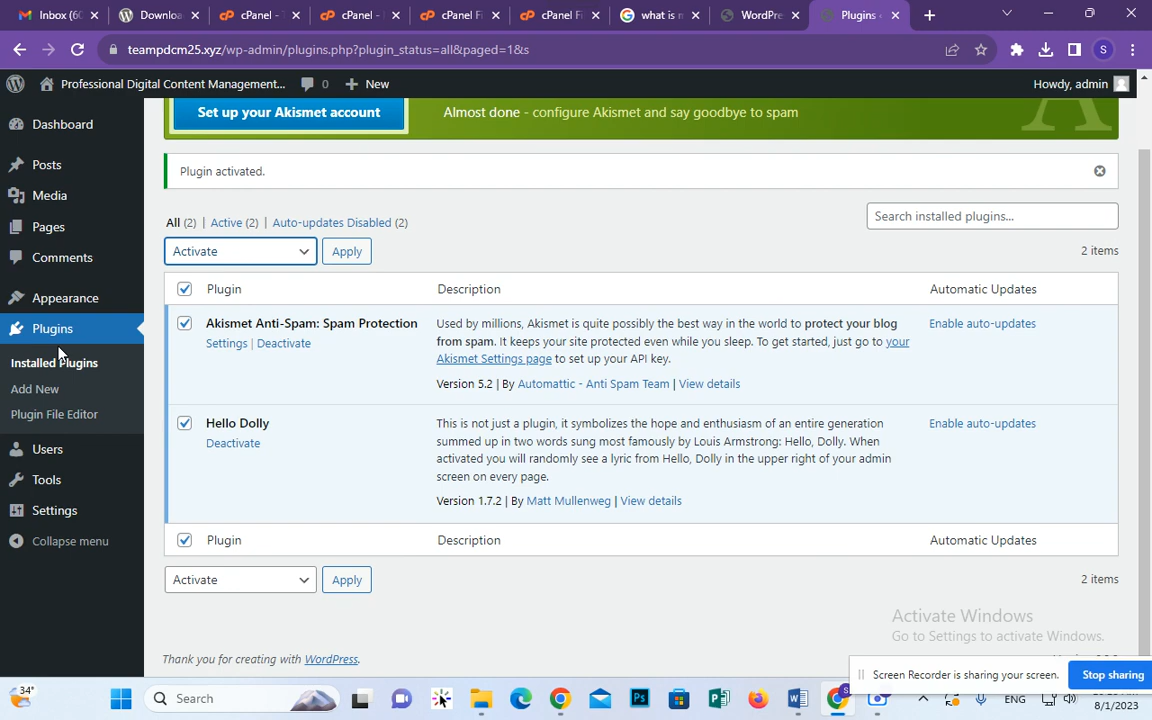 Inbox (60
Downloa
cPanel - T
cPanel -
cPanel Fi
cPanel Fi
what is n
WordPre
Plugins
teampdcm25.xyz/wp-admin/plugins.php?plugin_status=all&paged=1&s
S
Professional Digital Content Management... 0 New
Howdy, admin
Dashboard
Posts
Media
Pages
Comments
Appearance
Plugins
Installed Plugins
Add New
Plugin File Editor
Users
Tools
Settings
Collapse menu
Set up your Akismet account
Almost done - configure Akismet and say goodbye to spam
Plugin activated.
All (2) | Active (2) | Auto-updates Disabled (2)
Search installed plugins...
Activate Apply
2 items
Plugin Description Automatic Updates
Akismet Anti-Spam: Spam Protection
Settings | Deactivate
Used by millions, Akismet is quite possibly the best way in the world to protect your blog
from spam. It keeps your site protected even while you sleep. To get started, just go to your
Akismet Settings page to set up your API key.
Version 5.2 | By Automattic - Anti Spam Team | View details
Enable auto-updates
Hello Dolly
Deactivate
This is not just a plugin, it symbolizes the hope and enthusiasm of an entire generation
summed up in two words sung most famously by Louis Armstrong: Hello, Dolly. When
activated you will randomly see a lyric from Hello, Dolly in the upper right of your admin
screen on every page.
Version 1.7.2 | By Matt Mullenweg | View details
Enable auto-updates
Plugin Description Automatic Updates
Activate Apply
2 items
Activate Windows
Go to Settings to activate Windows.
Thank you for creating with WordPress.
Screen Recorder is sharing your screen.
Stop sharing
34°
Search
ENG
8/1/2023